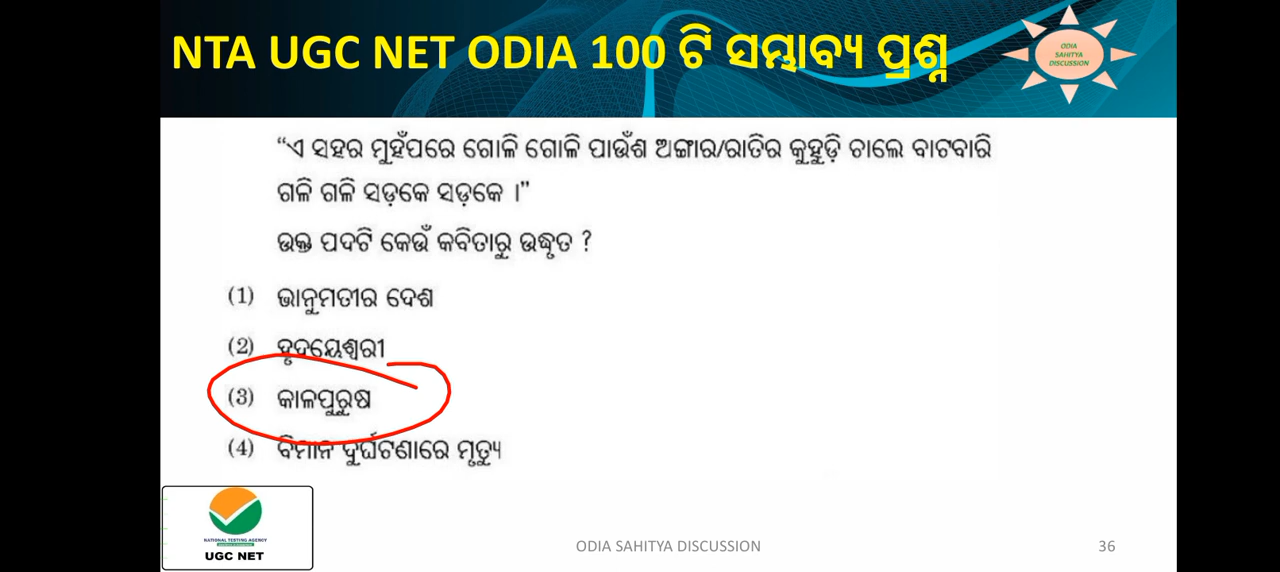 NTA UGC NET ODIA 100 ଟି ସମ୍ଭାବ୍ୟ ପ୍ରଶ୍ନ
ODIA
SAHITYA
DISCUSSION
“ଏ ସହର ମୁହଁପରେ ଗୋଳି ଗୋଳି ପାଉଁଶ ଅଙ୍ଗାର/ରାତିର କୁହୁଡ଼ି ଚାଲେ ବାଟବାରି
ଗଳି ଗଳି ସଡ଼କେ ସଡ଼କେ ।”
ଉକ୍ତ ପଦଟି କେଉଁ କବିତାରୁ ଉଦ୍ଧୃତ ?
(1) ଭାନୁମତୀର ଦେଶ
(2) ହୃଦୟେଶ୍ୱରୀ
(3) କାଳପୁରୁଷ
(4) ବିମାନ ଦୁର୍ଘଟଣାରେ ମୃତ୍ୟୁ
NATIONAL TESTING AGENCY
UGC NET
ODIA SAHITYA DISCUSSION
36